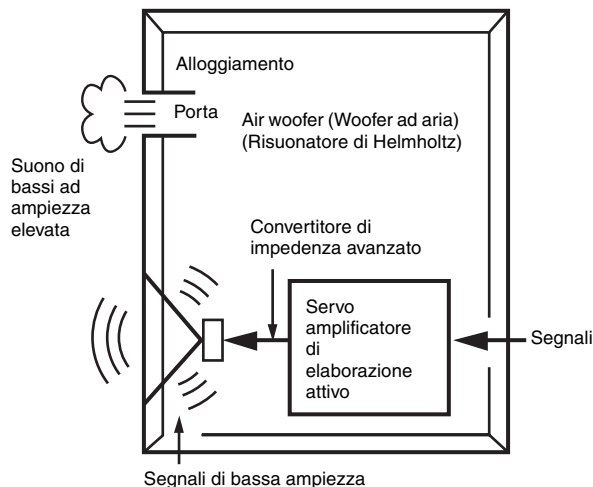 Alloggiamento
Porta
Air woofer (Woofer ad aria)
(Risuonatore di Helmholtz)
Suono di
bassi ad
ampiezza
elevata
Convertitore di
impedenza avanzato
Servo
amplificatore
di
elaborazione
attivo
Segnali
Segnali di bassa ampiezza